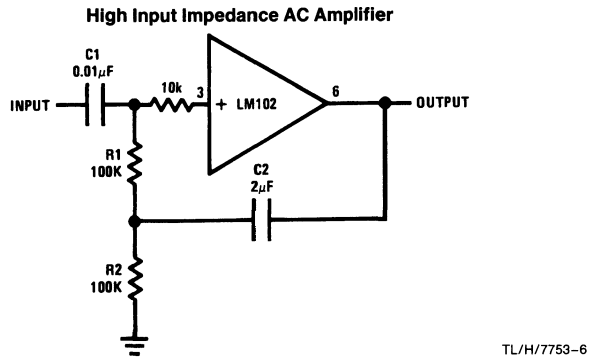 High Input Impedance AC Amplifier
C1
0.01µF
INPUT
10k
3
+
LM102
6
OUTPUT
R1
100K
C2
2µF
R2
100K
TL/H/7753–6